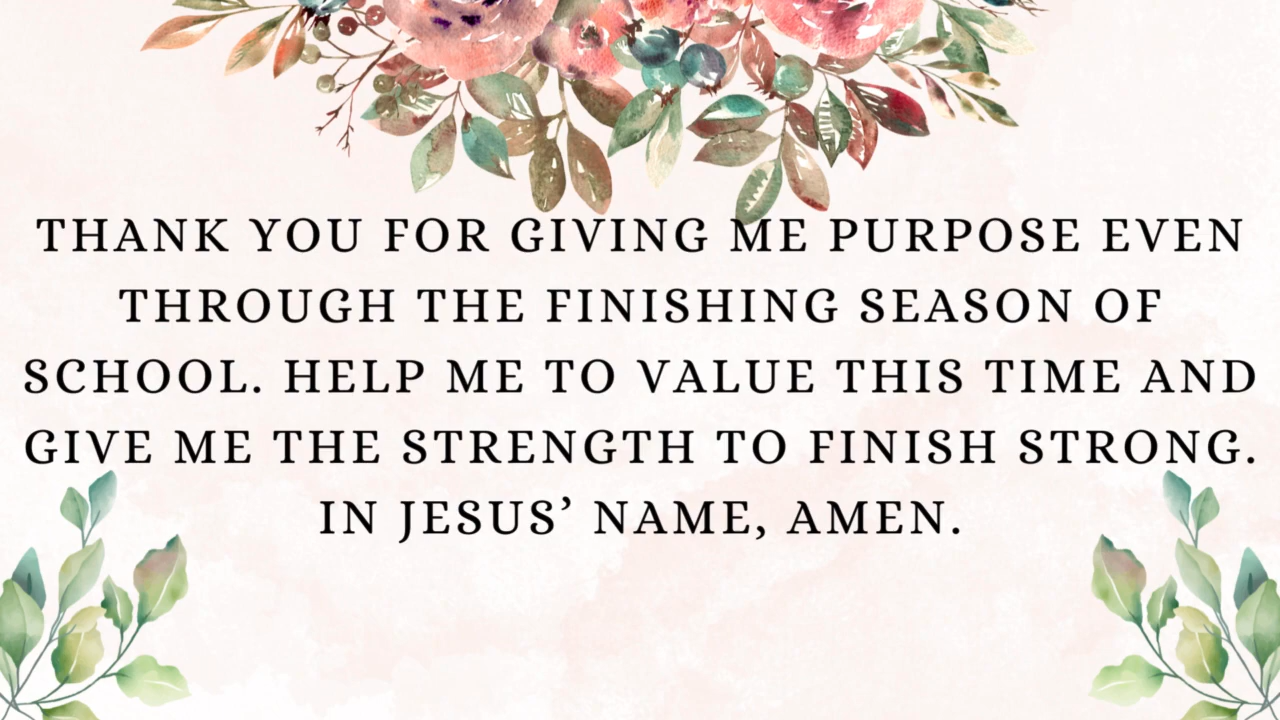 THANK YOU FOR GIVING ME PURPOSE EVEN
THROUGH THE FINISHING SEASON OF
SCHOOL. HELP ME TO VALUE THIS TIME AND
GIVE ME THE STRENGTH TO FINISH STRONG.
IN JESUS’ NAME, AMEN.